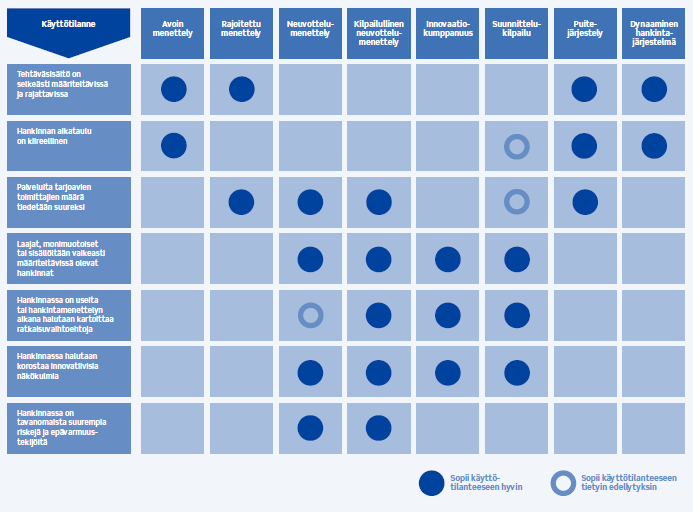 Käyttötilanne
Avoin
menettely
Rajoitettu
menettely
Neuvottelu-
menettely
Kilpailullinen
neuvottelu-
menettely
Innovaatio-
kumppanuus
Suunnittelu-
kilpailu
Puite-
järjestely
Dynaaminen
hankinta-
järjestelmä
Tehtäväsisältö on
selkeästi määriteltävissä
ja rajattavissa
Hankinnan aikataulu
on kiireellinen
Palveluita tarjoavien
toimittajien määrä
tiedetään suureksi
Laajat, monimuotoiset
tai sisällöltään vaikeasti
määriteltävissä olevat
hankinnat
Hankinnassa on useita
tai hankintamenettelyn
aikana halutaan kartoittaa
ratkaisuvaihtoehtoja
Hankinnassa halutaan
korostaa innovatiivisia
näkökulmia
Hankinnassa on
tavanomaista suurempia
riskejä ja epävarmuus-
tekijöitä
Sopii käyttö-
tilanteeseen hyvin
Sopii käyttötilanteeseen
tietyin edellytyksin